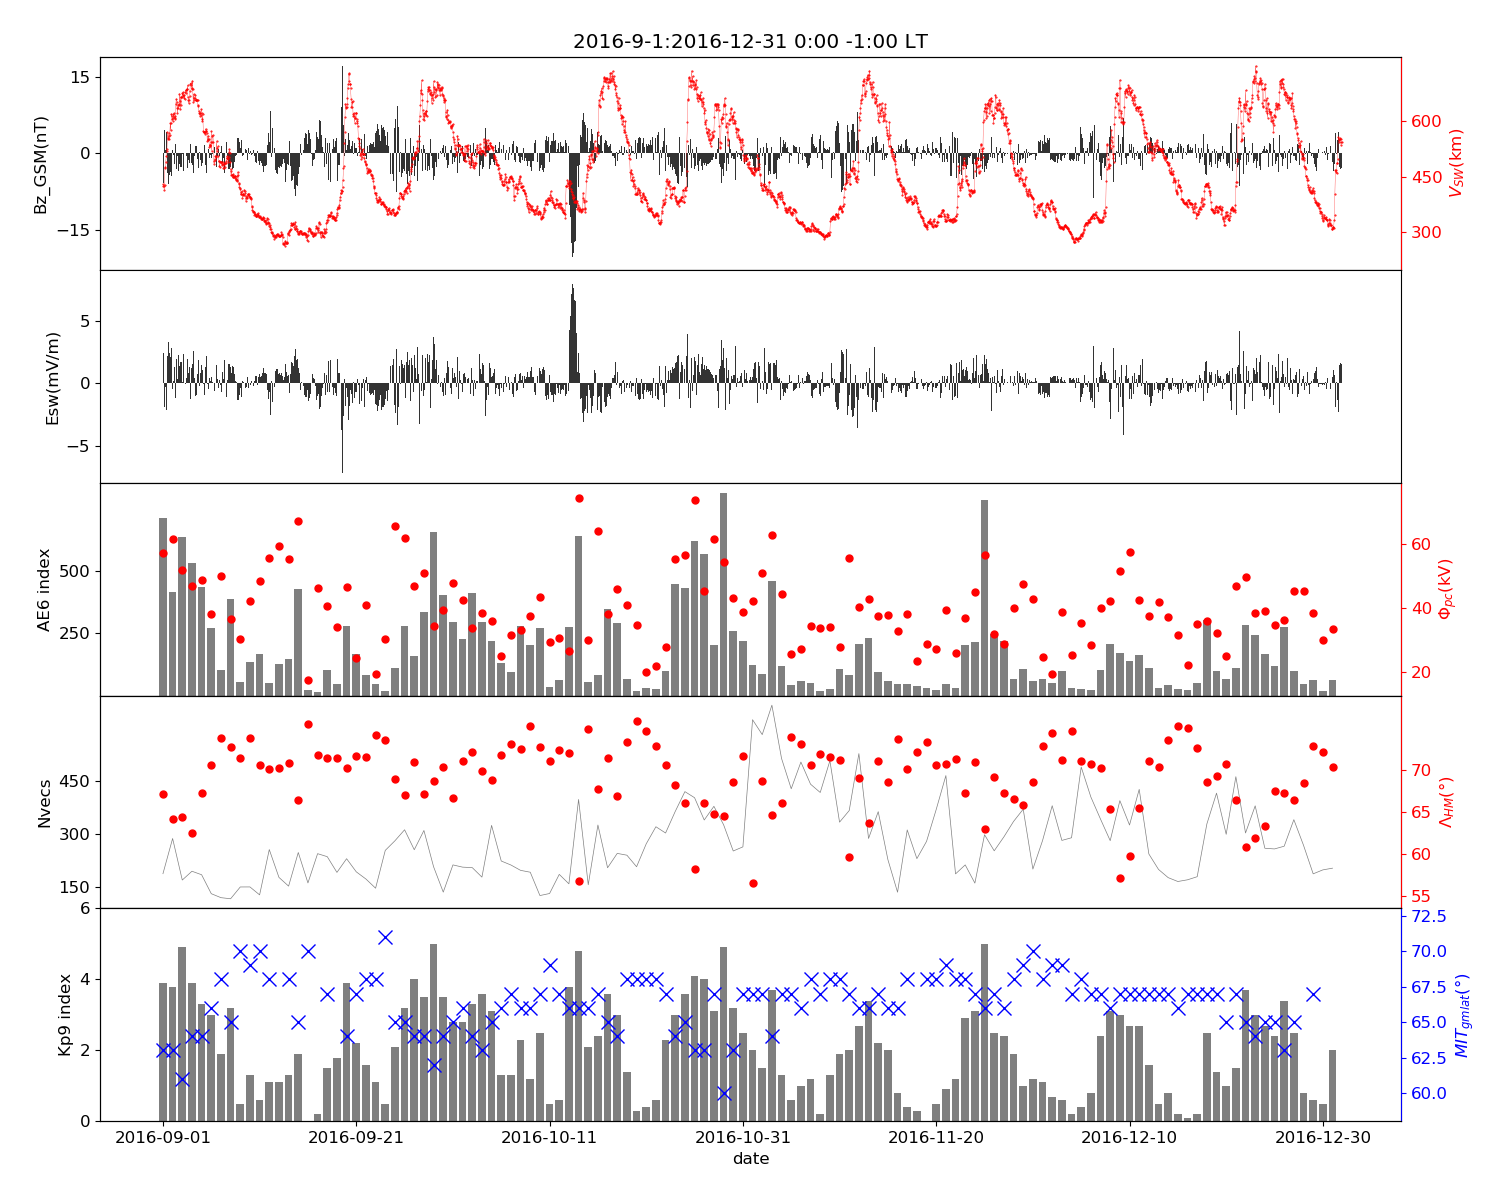 2016-9-1:2016-12-31 0:00 -1:00 LT
Bz_GSM(nT)
15
0
−15
600
450
300
V_SW(km)
Esw(mV/m)
5
0
−5
AE6 index
500
250
60
40
20
Φ_pc(kV)
Nvecs
450
300
150
70
65
60
55
Λ_HM(°)
Kp9 index
6
4
2
0
72.5
70.0
67.5
65.0
62.5
60.0
MIT_gmlat(°)
2016-09-01 2016-09-21 2016-10-11 2016-10-31 2016-11-20 2016-12-10 2016-12-30
date